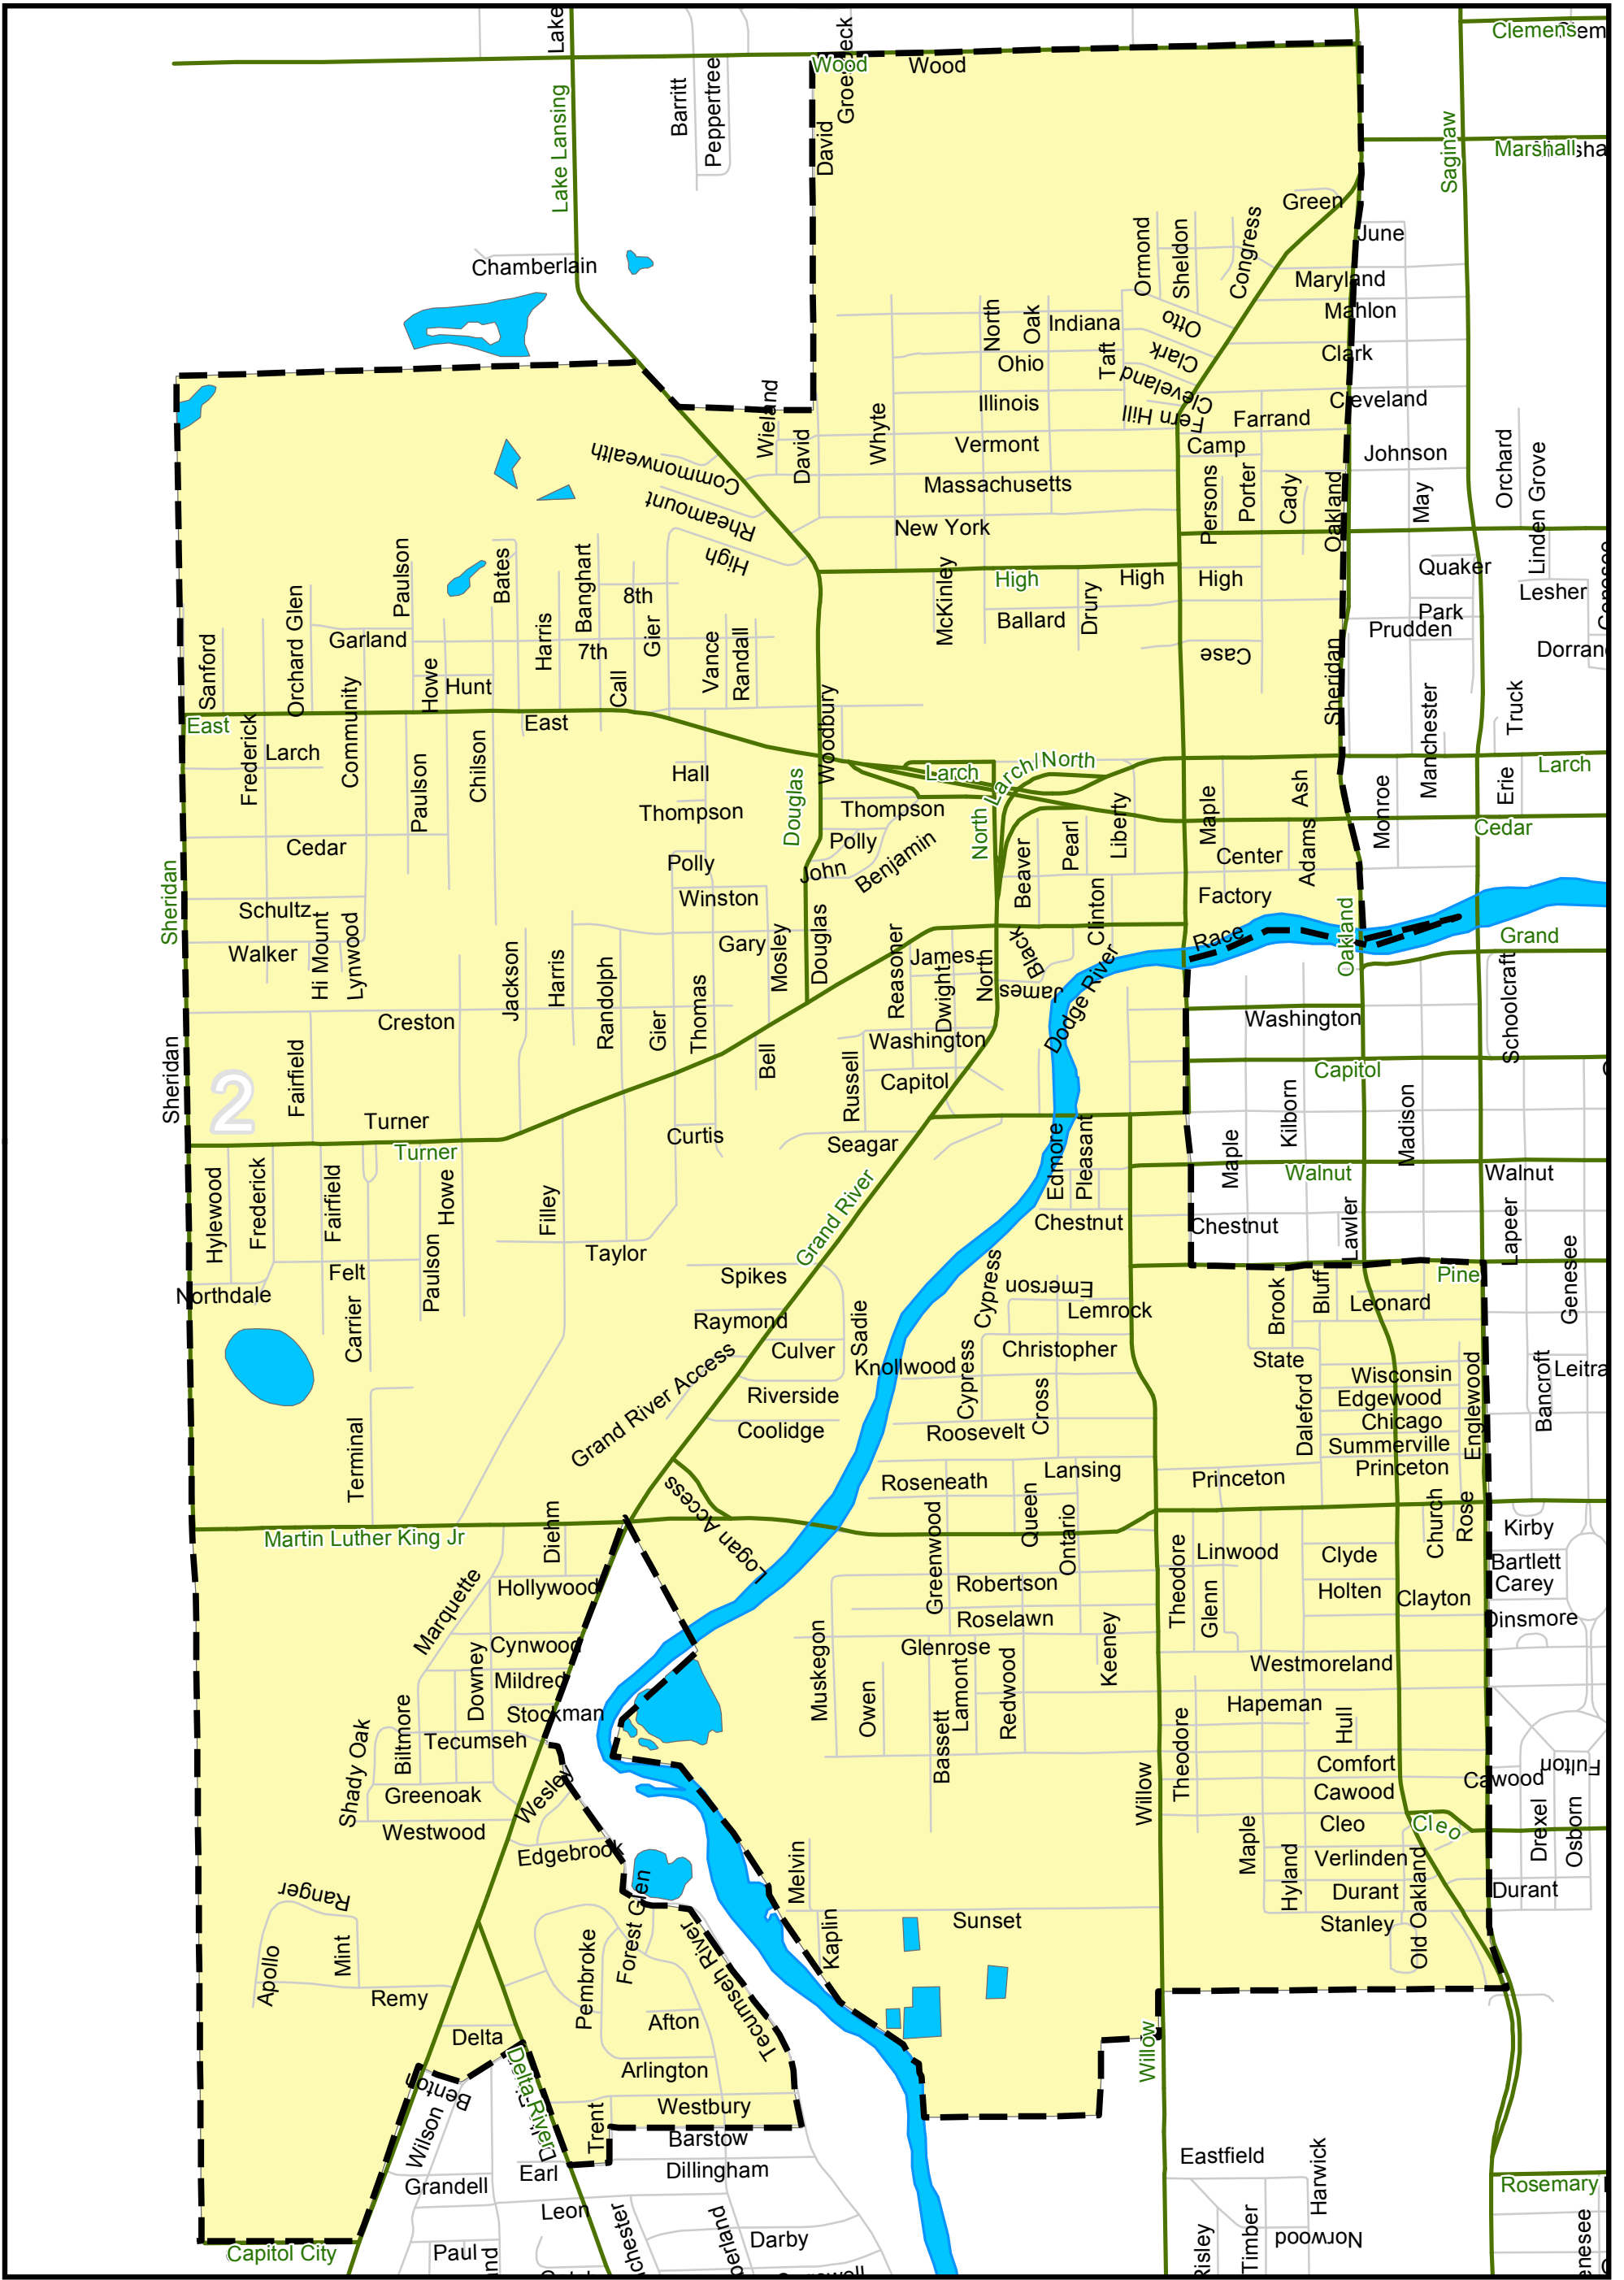 Lake
Clemens
Wood
Wood
Lake Lansing
Barritt
Peppertree
David
Saginaw
Marshall
Green
June
Chamberlain
Ormond
Sheldon
Congress
Maryland
Mahlon
North
Oak
Indiana
Otto
Clark
Clark
Ohio
Taft
Cleveland
Cleveland
Illinois
Fern Hill
Farrand
Wieland
David
Whyte
Vermont
Camp
Johnson
Commonwealth
Massachusetts
Persons
Porter
Cady
Oakland
May
Orchard
Linden Grove
Rheamount
New York
High
High
High
High
Quaker
Paulson
Bates
Banghart
8th
McKinley
Ballard
Drury
Park
Prudden
Lesher
Sanford
Orchard Glen
Garland
Harris
7th
Gier
Vance
Randall
Case
Dorran
Howe
Hunt
Call
Community
Woodbury
Sheridan
Manchester
Truck
East
East
Frederick
Larch
Paulson
Chilson
Hall
Douglas
Larch
Larch/North
North
Larch
Thompson
Thompson
Liberty
Maple
Ash
Monroe
Erie
Cedar
Cedar
Polly
Polly
John
Benjamin
Beaver
Pearl
Center
Adams
Sheridan
Schultz
Winston
Factory
Clinton
Walker
Hi Mount
Lynwood
Jackson
Harris
Randolph
Gary
Mosley
Douglas
Reasoner
James
Dwight
North
Black
James
Race
Oakland
Grand
Schoolcraft
Creston
Gier
Thomas
Dodge River
Washington
Washington
Sheridan
2
Fairfield
Bell
Russell
Capitol
Capitol
Kilborn
Madison
Turner
Turner
Curtis
Seagar
Edmore
Pleasant
Maple
Walnut
Walnut
Hylewood
Frederick
Fairfield
Howe
Filley
Taylor
Grand River
Chestnut
Chestnut
Lawler
Lapeer
Genesee
Northdale
Felt
Carrier
Paulson
Spikes
Raymond
Culver
Sadie
Cypress
Emerson
Lemrock
Pine
Brook
Bluff
Leonard
Christopher
Knollwood
State
Wisconsin
Leitra
Bancroft
Grand River Access
Riverside
Cypress
Cross
Daleford
Edgewood
Chicago
Englewood
Coolidge
Roosevelt
Summerville
Terminal
Roseneath
Lansing
Princeton
Princeton
Logan Access
Queen
Ontario
Greenwood
Church
Rose
Martin Luther King Jr
Diehm
Kirby
Linwood
Clyde
Bartlett
Theodore
Carey
Marquette
Hollywood
Robertson
Holten
Clayton
Glenn
Roselawn
Dinsmore
Cynwood
Muskegon
Glenrose
Keeney
Westmoreland
Downey
Mildred
Owen
Lamont
Redwood
Hapeman
Biltmore
Stockman
Tecumseh
Bassett
Theodore
Hull
Shady Oak
Comfort
Fulton
Greenoak
Wesley
Willow
Cawood
Cawood
Westwood
Cleo
Cleo
Drexel
Osborn
Edgebrook
Melvin
Maple
Verlinden
Ranger
Forest Glen
Hyland
Durant
Durant
Old Oakland
Sunset
Stanley
Kaplin
Apollo
Mint
Pembroke
Tecumseh River
Remy
Afton
Delta
Arlington
Willow
Delta River
Benton
Wilson
Westbury
Trent
Barstow
Eastfield
Earl
Dillingham
Grandell
Harwick
Rosemary
Leon
Darby
Timber
Norwood
Risley
Capitol City
Paul